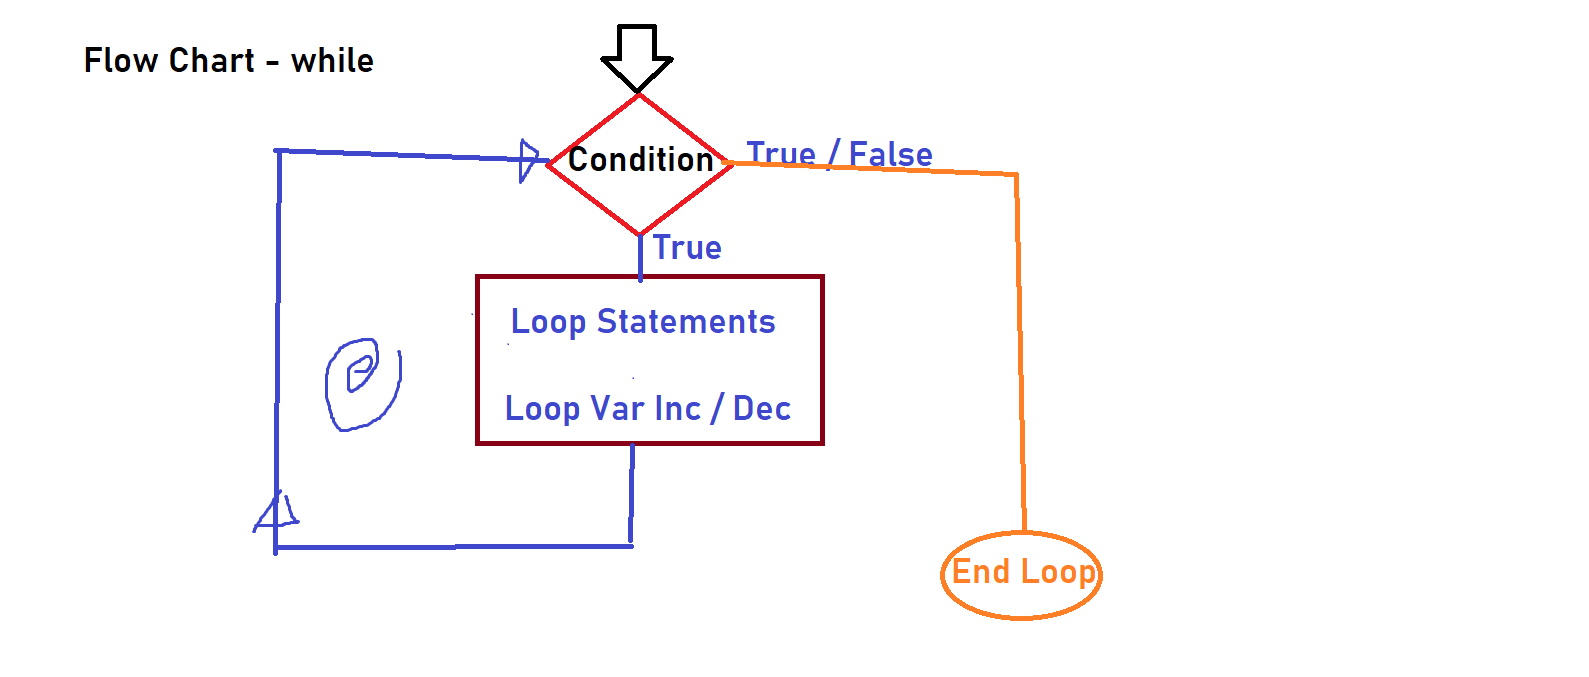 Flow Chart - while
Condition
True / False
True
Loop Statements
Loop Var Inc / Dec
End Loop